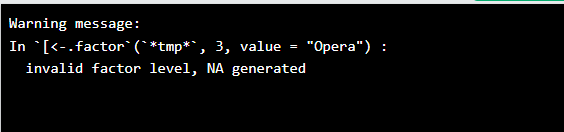 Warning message:
In `[<-.factor`(`*tmp*`, 3, value = "Opera") :
  invalid factor level, NA generated